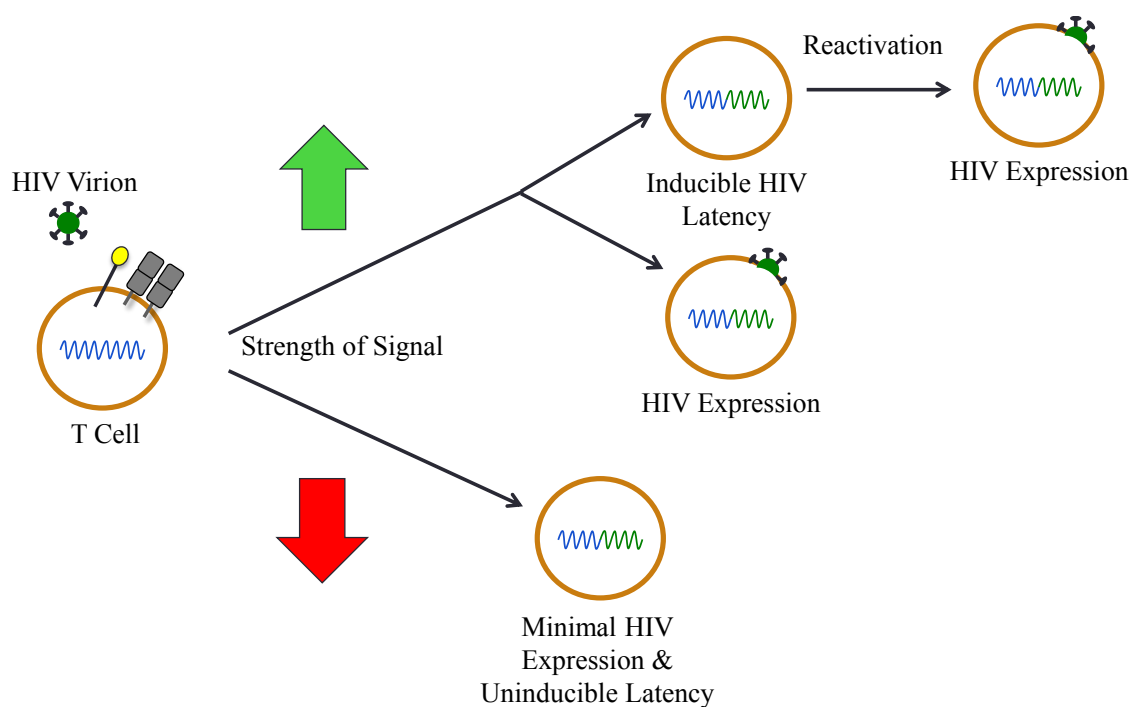 Reactivation
HIV Virion
HIV Expression
Inducible HIV
Latency
Strength of Signal
HIV Expression
T Cell
Minimal HIV
Expression &
Uninducible Latency